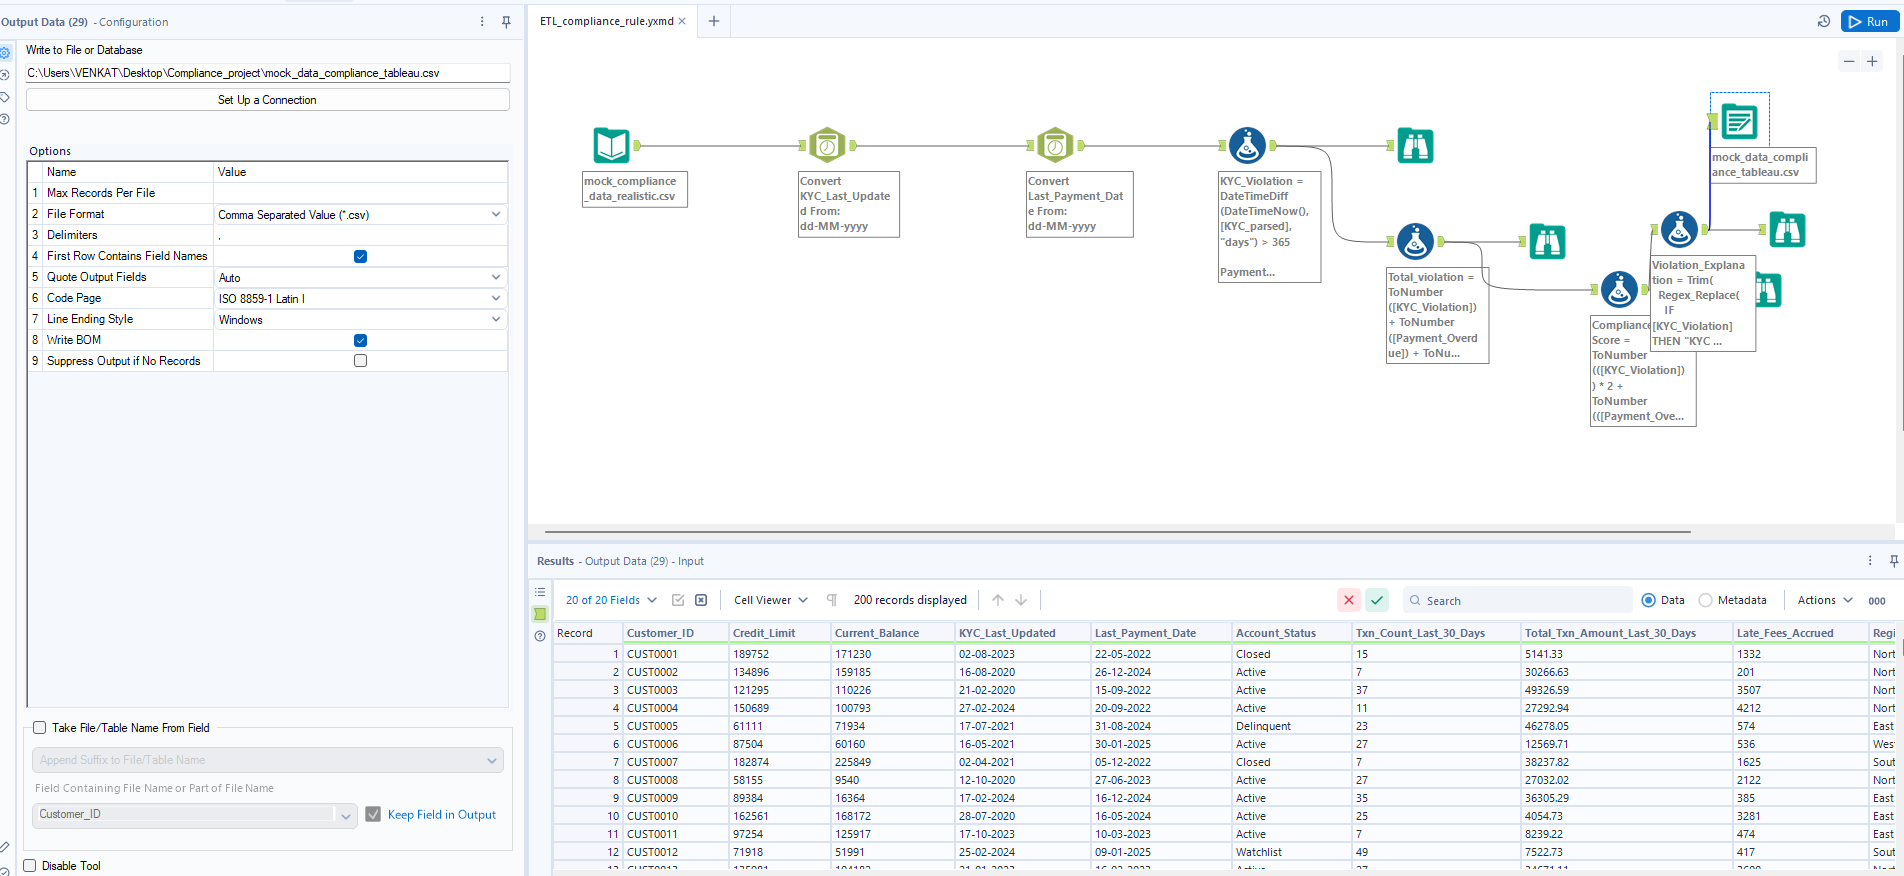 Output Data (29) - Configuration
Write to File or Database
C:\Users\VENKAT\Desktop\Compliance_project\mock_data_compliance_tableau.csv
Set Up a Connection
Options
Name Value
1 Max Records Per File
2 File Format Comma Separated Value (*.csv)
3 Delimiters ,
4 First Row Contains Field Names
5 Quote Output Fields Auto
6 Code Page ISO 8859-1 Latin I
7 Line Ending Style Windows
8 Write BOM
9 Suppress Output if No Records
Take File/Table Name From Field
Append Suffix to File/Table Name
Field Containing File Name or Part of File Name
Customer_ID
Keep Field in Output
Disable Tool
ETL_compliance_rule.yxmd
Run
mock_compliance
_data_realistic.csv
Convert
KYC_Last_Update
d From:
dd-MM-yyyy
Convert
Last_Payment_Dat
e From:
dd-MM-yyyy
KYC_Violation =
DateTimeDiff
(DateTimeNow(),
[KYC_parsed],
"days") > 365
Payment...
Total_violation =
ToNumber
([KYC_Violation])
+ ToNumber
([Payment_Overd
ue]) + ToNu...
Compliance
Score =
ToNumber
(([KYC_Violation])
) * 2 +
ToNumber
(([Payment_Ove...
Violation_Explana
tion = Trim(
Regex_Replace(
IF
[KYC_Violation]
THEN "KYC ...
mock_data_compli
ance_tableau.csv
Results - Output Data (29) - Input
20 of 20 Fields
Cell Viewer
200 records displayed
Search
Data
Metadata
Actions
000
Record Customer_ID Credit_Limit Current_Balance KYC_Last_Updated Last_Payment_Date Account_Status Txn_Count_Last_30_Days Total_Txn_Amount_Last_30_Days Late_Fees_Accrued Regi
1 CUST0001 189752 171230 02-08-2023 22-05-2022 Closed 15 5141.33 1332 Nort
2 CUST0002 134896 159185 16-08-2020 26-12-2024 Active 7 30266.63 201 Nort
3 CUST0003 121295 110226 21-02-2020 15-09-2022 Active 37 49326.59 3507 Nort
4 CUST0004 150689 100793 27-02-2024 20-09-2022 Active 11 27292.94 4212 Nort
5 CUST0005 61111 71934 17-07-2021 31-08-2024 Delinquent 23 46278.05 574 East
6 CUST0006 87504 60160 16-05-2021 30-01-2025 Active 27 12569.71 536 Wes
7 CUST0007 182874 225849 02-04-2021 05-12-2022 Closed 7 38237.82 1625 Sout
8 CUST0008 58155 9540 12-10-2020 27-06-2023 Active 27 27032.02 2122 Nort
9 CUST0009 89384 16364 17-02-2024 16-12-2024 Active 35 36305.29 385 East
10 CUST0010 162561 168172 28-07-2020 16-05-2024 Active 25 4054.73 3281 East
11 CUST0011 97254 125917 17-10-2023 10-03-2023 Active 7 8239.22 474 East
12 CUST0012 71918 51991 25-02-2024 09-01-2025 Watchlist 49 7522.73 417 Sout